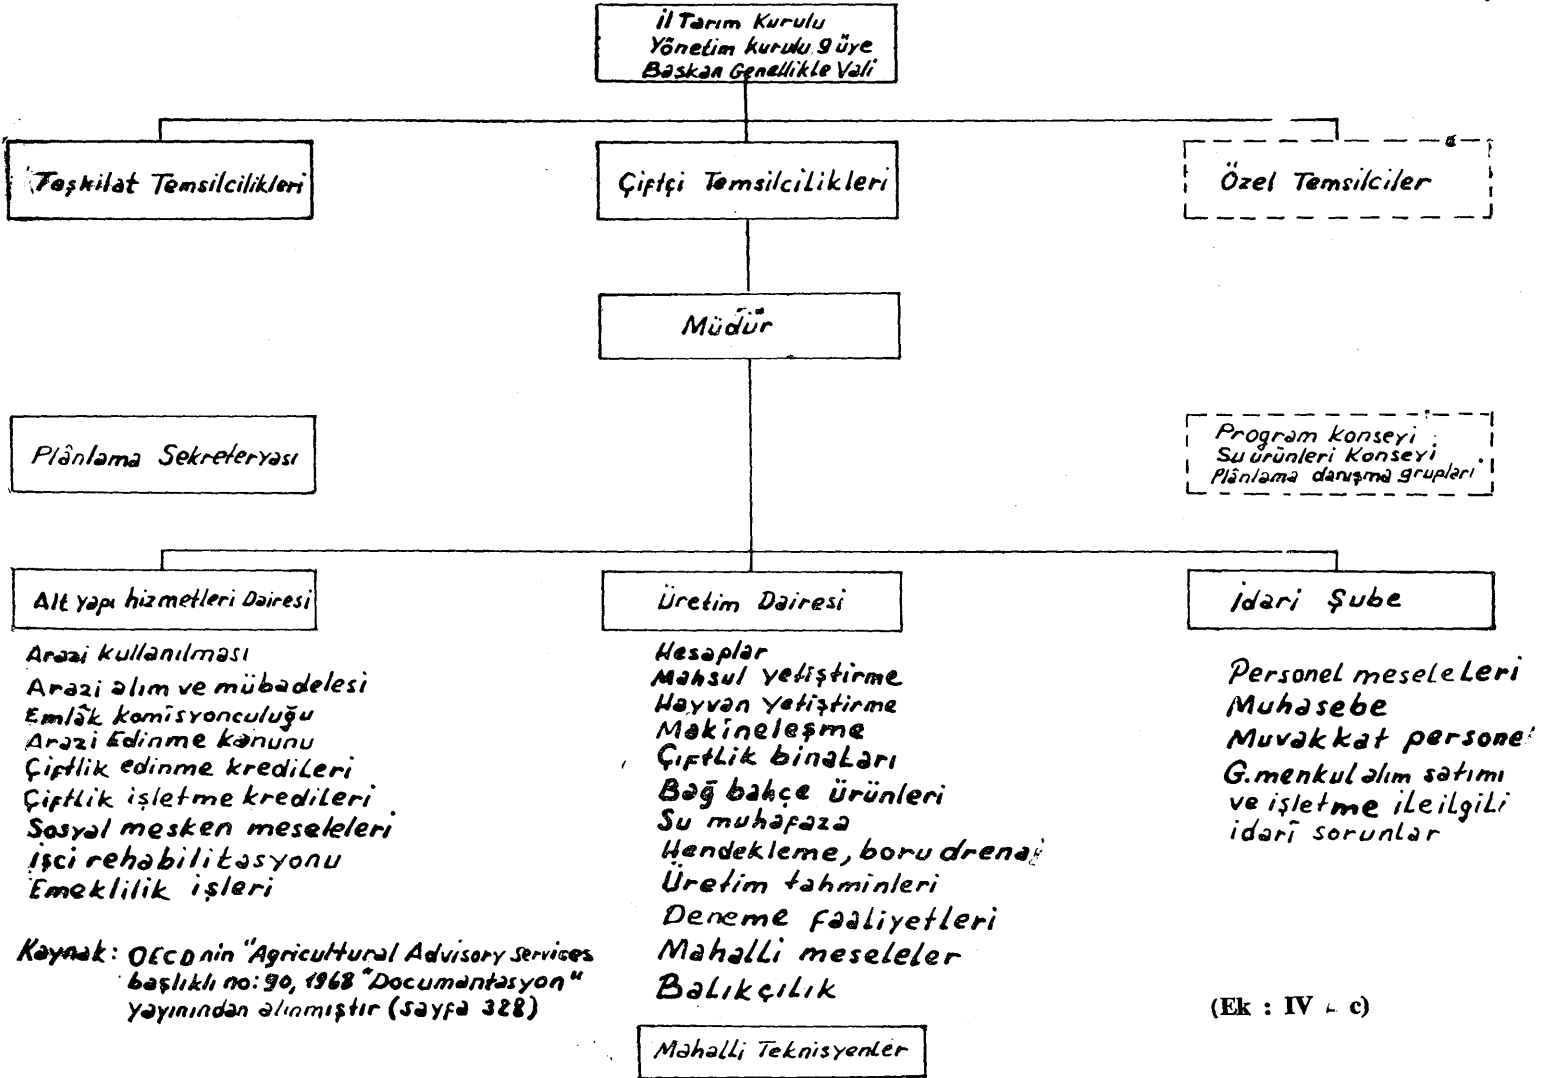 İl Tarım Kurulu
Yönetim kurulu 9 üye
Başkan Genellikle Vali
Teşkilat Temsilcilikleri
Çiftçi Temsilcilikleri
Özel Temsilciler
Müdür
Plânlama Sekreteryası
Program Konseyi
Su ürünleri Konseyi
Plânlama danışma grupları
Alt yapı hizmetleri Dairesi
Üretim Dairesi
İdari Şube
Arazi kullanılması
Arazi alım ve mübadelesi
Emlâk komisyonculuğu
Arazi Edinme kanunu
Çiftlik edinme kredileri
Çiftlik işletme kredileri
Sosyal mesken meseleleri
işci rehabilitasyonu
Emeklilik işleri
Hesaplar
Mahsul yetiştirme
Hayvan yetiştirme
Makineleşme
Çiftlik binaları
Bağ bahçe ürünleri
Su muhafaza
Hendekleme, boru drenaj
Üretim tahminleri
Deneme faaliyetleri
Mahalli meseleler
Balıkçılık
Personel meseleleri
Muhasebe
Muvakkat personel
G.menkul alım satımı
ve işletme ile ilgili
idarî sorunlar
Kaynak: OECD nin "Agricultural Advisory Services
başlıklı no: 90, 1968 "Documantasyon"
yayınından alınmıştır (sayfa 328)
(Ek : IV - c)
Mahalli Teknisyenler